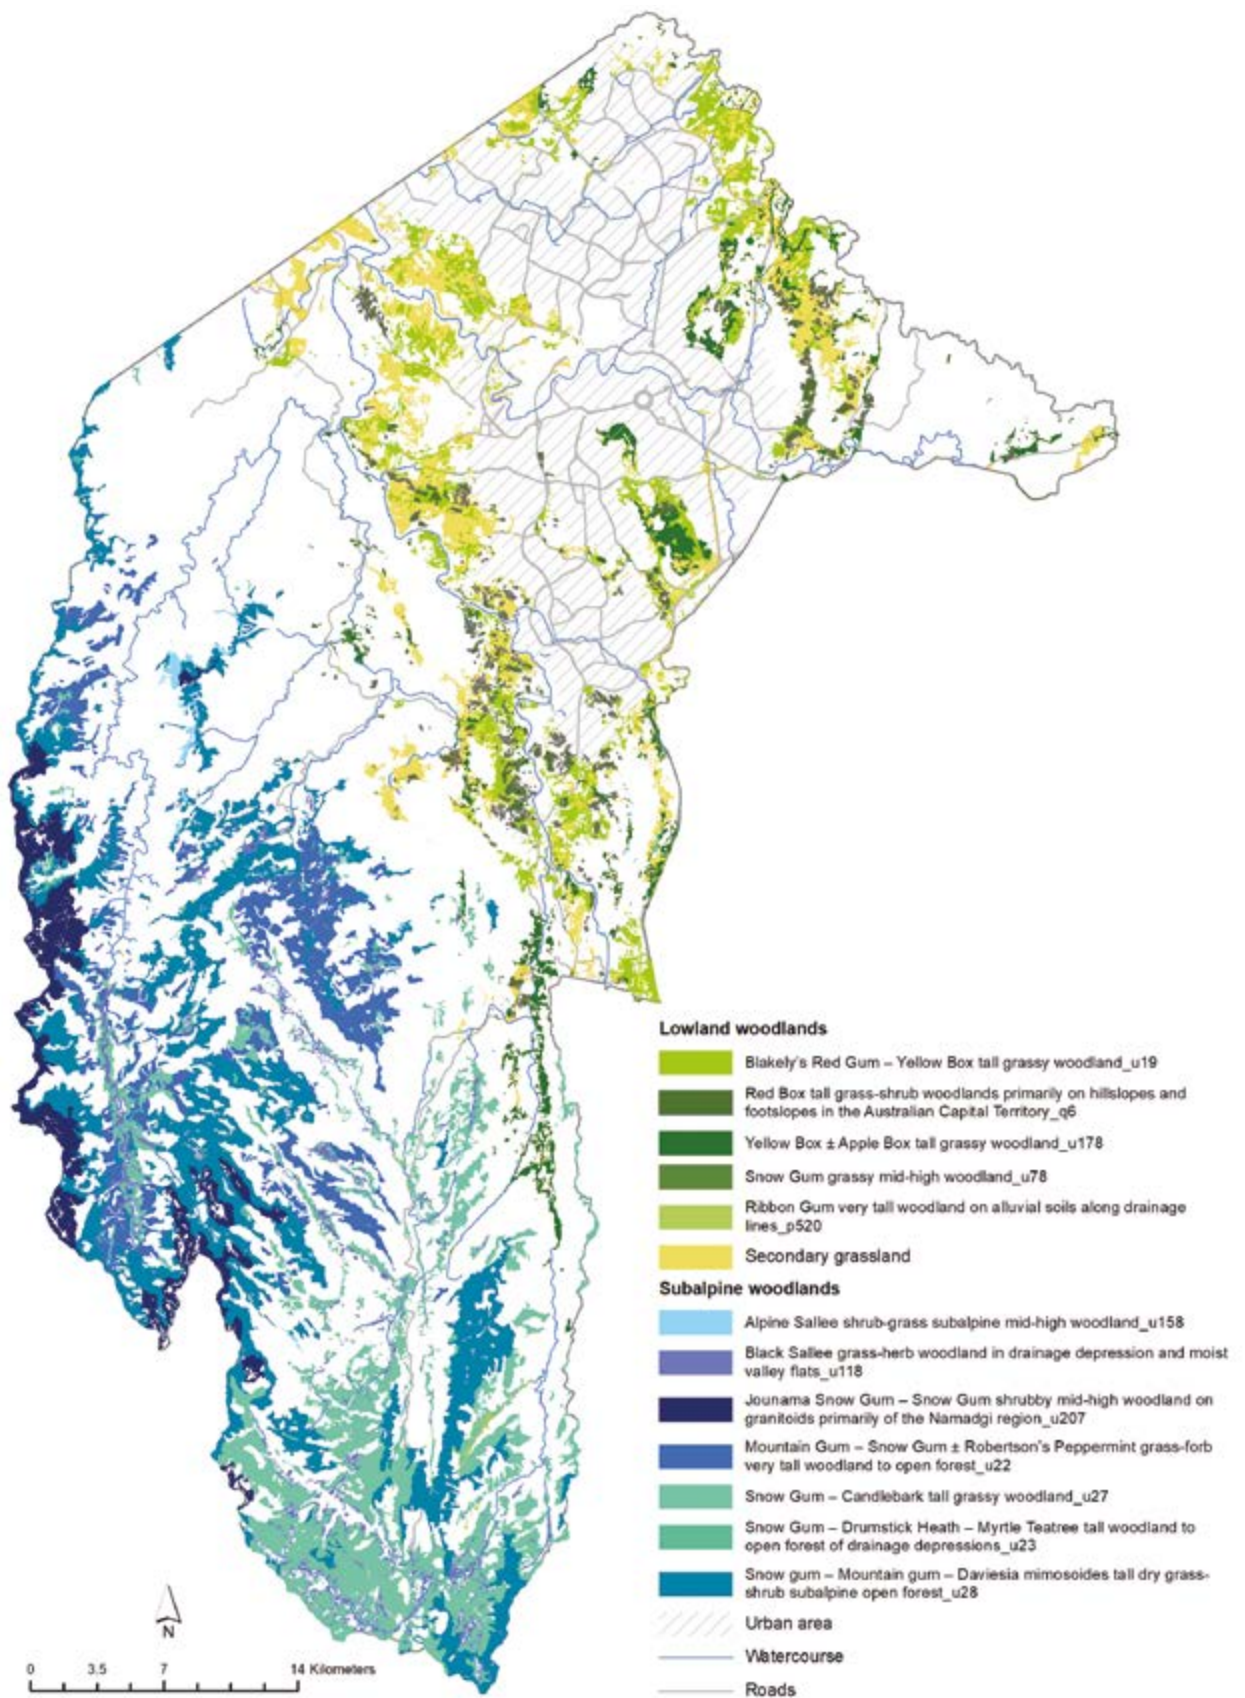 Lowland woodlands
Blakely's Red Gum – Yellow Box tall grassy woodland_u19
Red Box tall grass-shrub woodlands primarily on hillslopes and
footslopes in the Australian Capital Territory_q6
Yellow Box ± Apple Box tall grassy woodland_u178
Snow Gum grassy mid-high woodland_u78
Ribbon Gum very tall woodland on alluvial soils along drainage
lines_p520
Secondary grassland
Subalpine woodlands
Alpine Sallee shrub-grass subalpine mid-high woodland_u158
Black Sallee grass-herb woodland in drainage depression and moist
valley flats_u118
Jounama Snow Gum – Snow Gum shrubby mid-high woodland on
granitoids primarily of the Namadgi region_u207
Mountain Gum – Snow Gum ± Robertson's Peppermint grass-forb
very tall woodland to open forest_u22
Snow Gum – Candlebark tall grassy woodland_u27
Snow Gum – Drumstick Heath – Myrtle Teatree tall woodland to
open forest of drainage depressions_u23
Snow gum – Mountain gum – Daviesia mimosoides tall dry grass-
shrub subalpine open forest_u28
Urban area
Watercourse
Roads
N
0 3.5 7 14 Kilometers